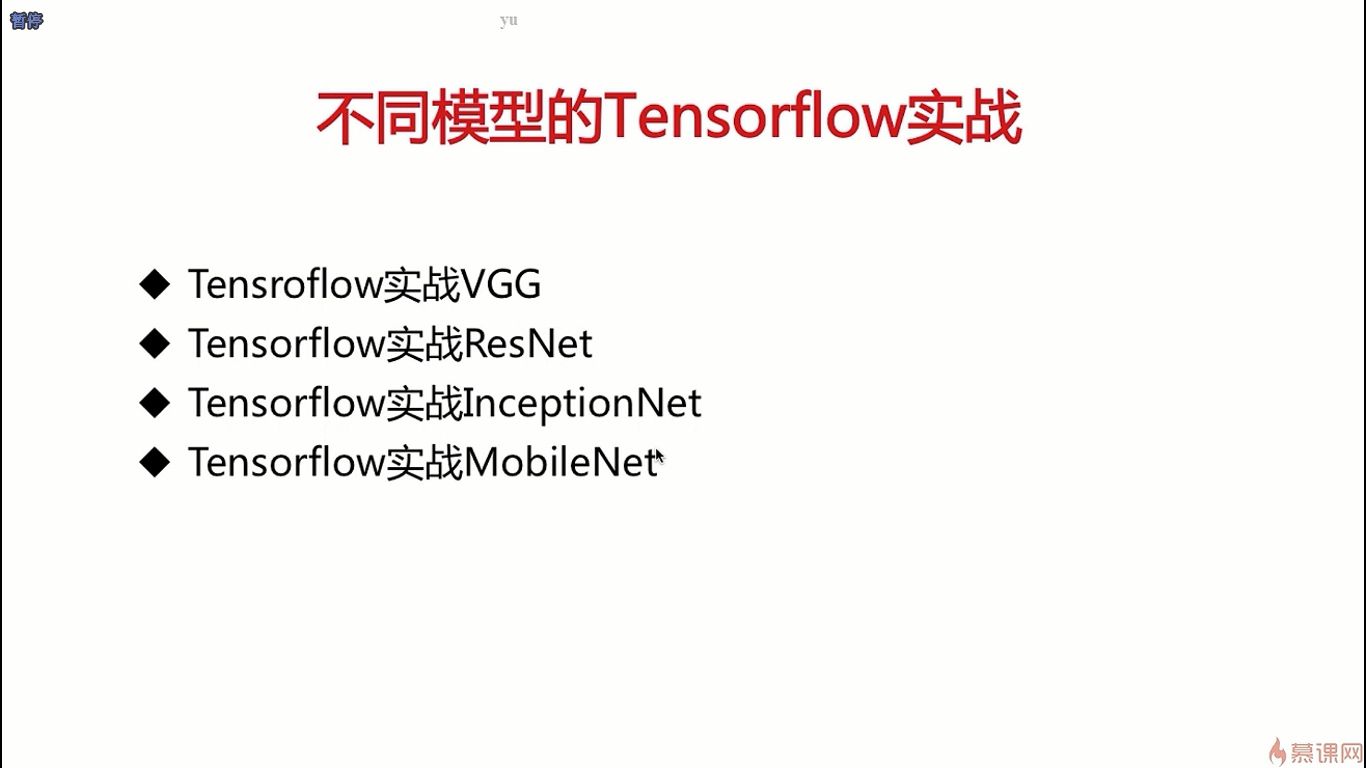 暂停
yu
不同模型的Tensorflow实战
◆ Tensroflow实战VGG
◆ Tensorflow实战ResNet
◆ Tensorflow实战InceptionNet
◆ Tensorflow实战MobileNet
慕课网